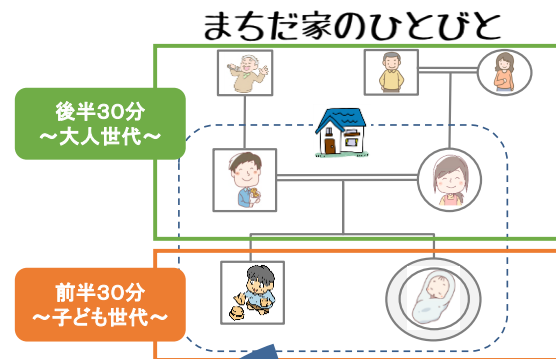 まちだ家のひとびと
後半30分
～大人世代～
前半30分
～子ども世代～